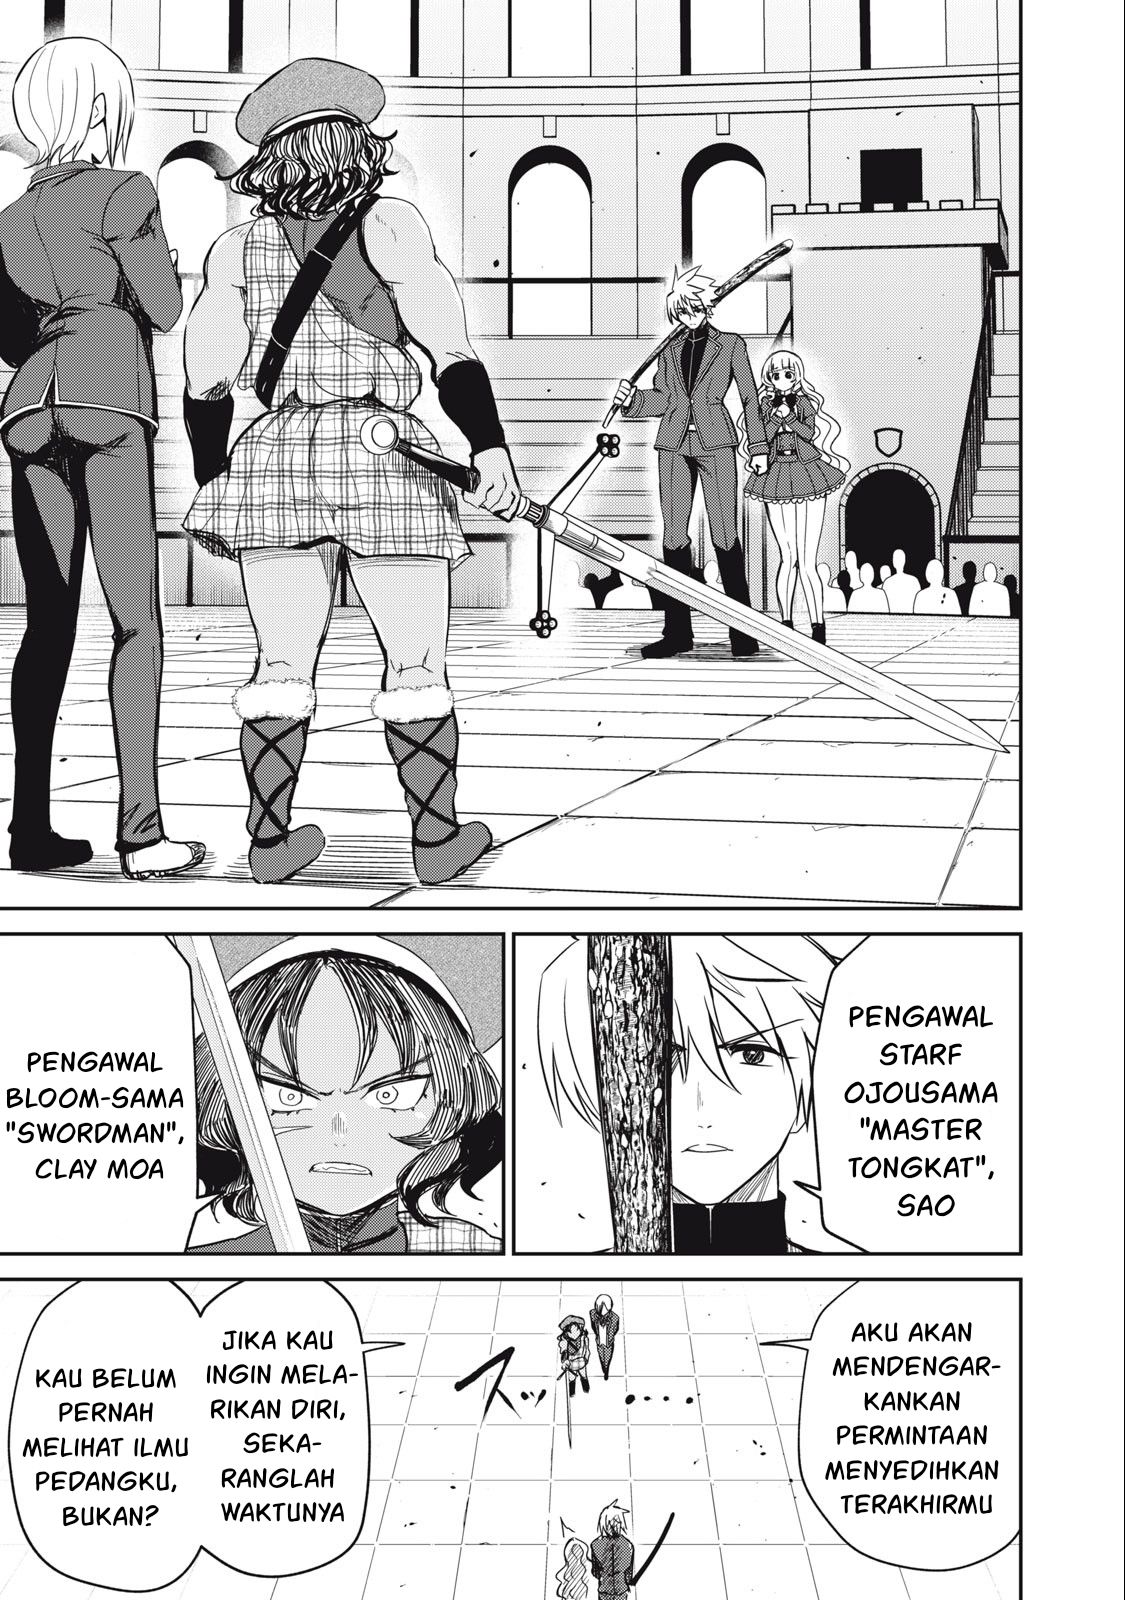 PENGAWAL
STARF
OJOUSAMA
"MASTER
TONGKAT",
SAO
PENGAWAL
BLOOM-SAMA
"SWORDMAN",
CLAY MOA
AKU AKAN
MENDENGAR-
KANKAN
PERMINTAAN
MENYEDIHKAN
TERAKHIRMU
スッ
....
JIKA KAU
INGIN MELA-
RIKAN DIRI,
SEKA-
RANGLAH
WAKTUNYA
KAU BELUM
PERNAH
MELIHAT ILMU
PEDANGKU,
BUKAN?